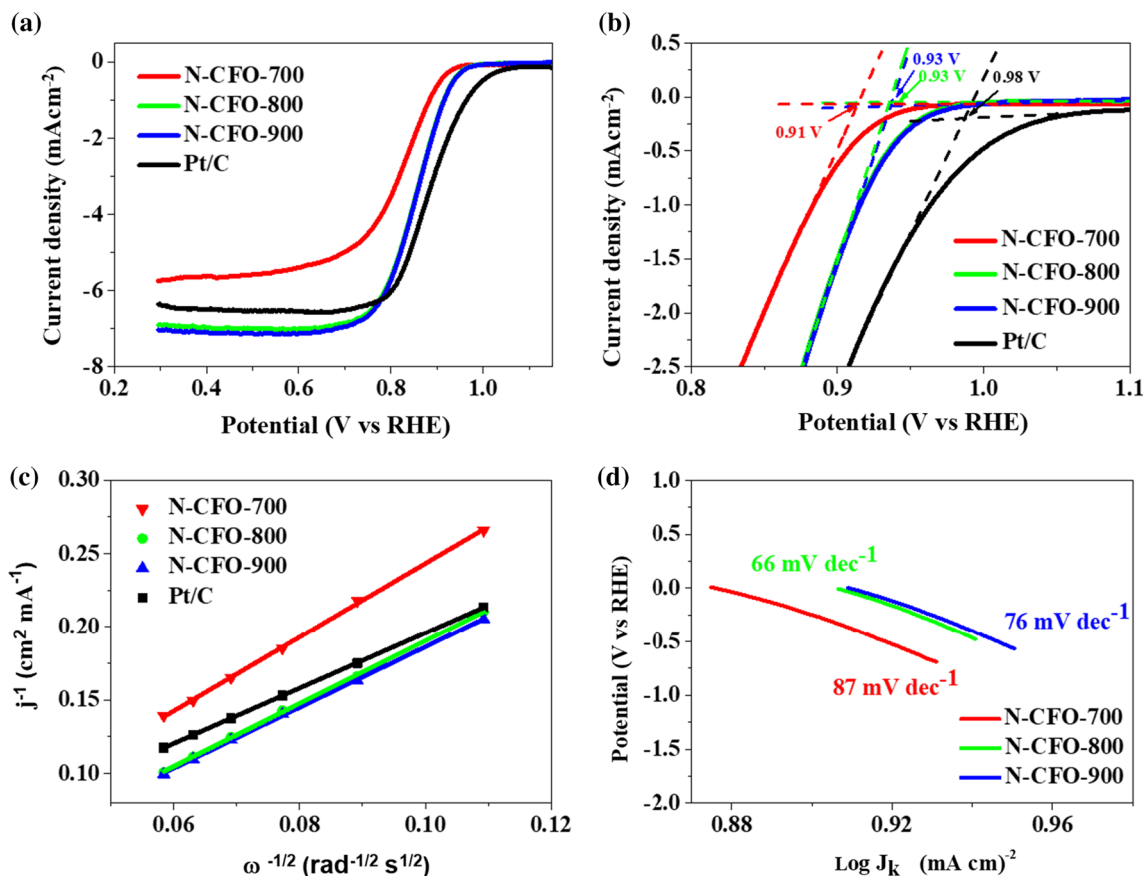 (a)
0
-2
-4
-6
-8
Current density (mAcm⁻²)
N-CFO-700
N-CFO-800
N-CFO-900
Pt/C
0.2
0.4
0.6
0.8
1.0
Potential (V vs RHE)
(b)
0.5
0.0
-0.5
-1.0
-1.5
-2.0
-2.5
Current density (mAcm⁻²)
0.93 V
0.93 V
0.98 V
0.91 V
N-CFO-700
N-CFO-800
N-CFO-900
Pt/C
0.8
0.9
1.0
1.1
Potential (V vs RHE)
(c)
0.30
0.25
0.20
0.15
0.10
j⁻¹ (cm² mA⁻¹)
N-CFO-700
N-CFO-800
N-CFO-900
Pt/C
0.06
0.08
0.10
0.12
ω ⁻¹/² (rad⁻¹/² s¹/²)
(d)
1.0
0.5
0.0
-0.5
-1.0
-1.5
-2.0
Potential (V vs RHE)
66 mV dec⁻¹
76 mV dec⁻¹
87 mV dec⁻¹
N-CFO-700
N-CFO-800
N-CFO-900
0.88
0.92
0.96
Log Jₖ (mA cm)⁻²